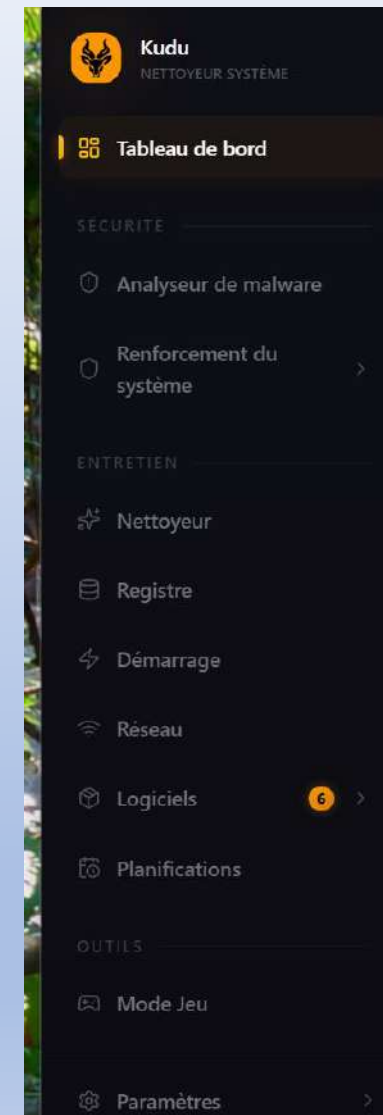 Kudu
NETTOYEUR SYSTÈME
Tableau de bord
SÉCURITÉ
Analyseur de malware
Renforcement du
système
ENTRETIEN
Nettoyeur
Registre
Démarrage
Réseau
Logiciels 6
Planifications
OUTILS
Mode Jeu
Paramètres